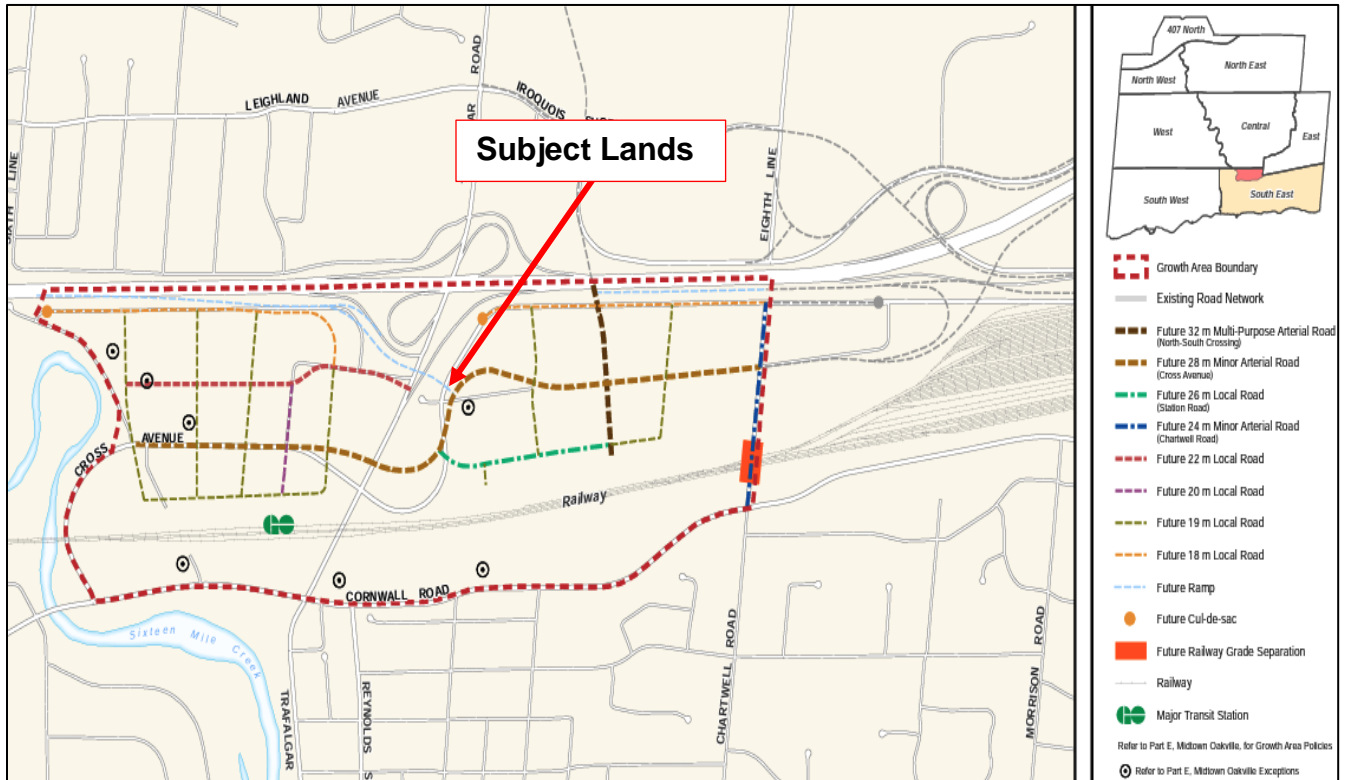 ROAD
LEIGHLAND AVENUE
IROQUOIS
Subject Lands
SIXTH LINE
EIGHTH LINE
AVENUE
CROSS
Railway
CORNWALL ROAD
Sixteen Mile Creek
TRAFALGAR
REYNOLDS
CHARTWELL ROAD
MORRISON ROAD
407 North
North West
North East
West
Central
East
South West
South East
Growth Area Boundary
Existing Road Network
Future 32 m Multi-Purpose Arterial Road
(North-South Crossing)
Future 28 m Minor Arterial Road
(Cross Avenue)
Future 26 m Local Road
(Station Road)
Future 24 m Minor Arterial Road
(Chartwell Road)
Future 22 m Local Road
Future 20 m Local Road
Future 19 m Local Road
Future 18 m Local Road
Future Ramp
Future Cul-de-sac
Future Railway Grade Separation
Railway
Major Transit Station
Refer to Part E, Midtown Oakville, for Growth Area Policies
Refer to Part E, Midtown Oakville Exceptions